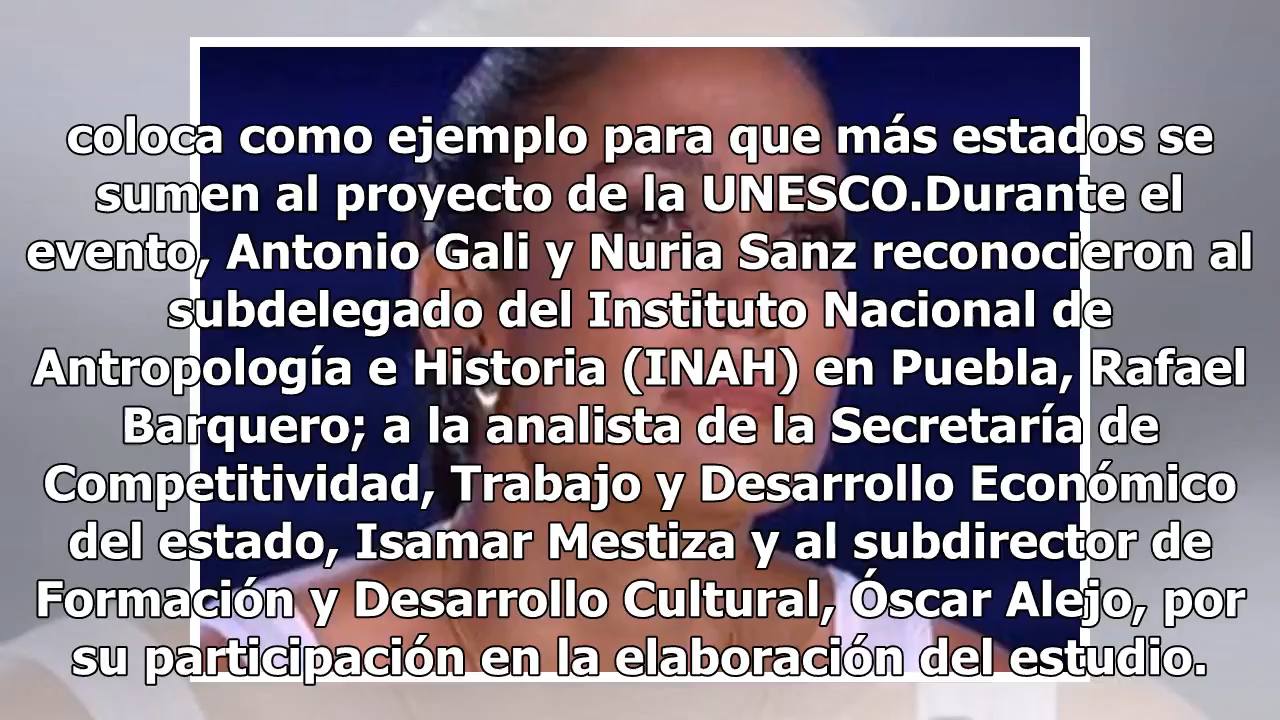 coloca como ejemplo para que más estados se
sumen al proyecto de la UNESCO.Durante el
evento, Antonio Gali y Nuria Sanz reconocieron al
subdelegado del Instituto Nacional de
Antropología e Historia (INAH) en Puebla, Rafael
Barquero; a la analista de la Secretaría de
Competitividad, Trabajo y Desarrollo Económico
del estado, Isamar Mestiza y al subdirector de
Formación y Desarrollo Cultural, Óscar Alejo, por
su participación en la elaboración del estudio.